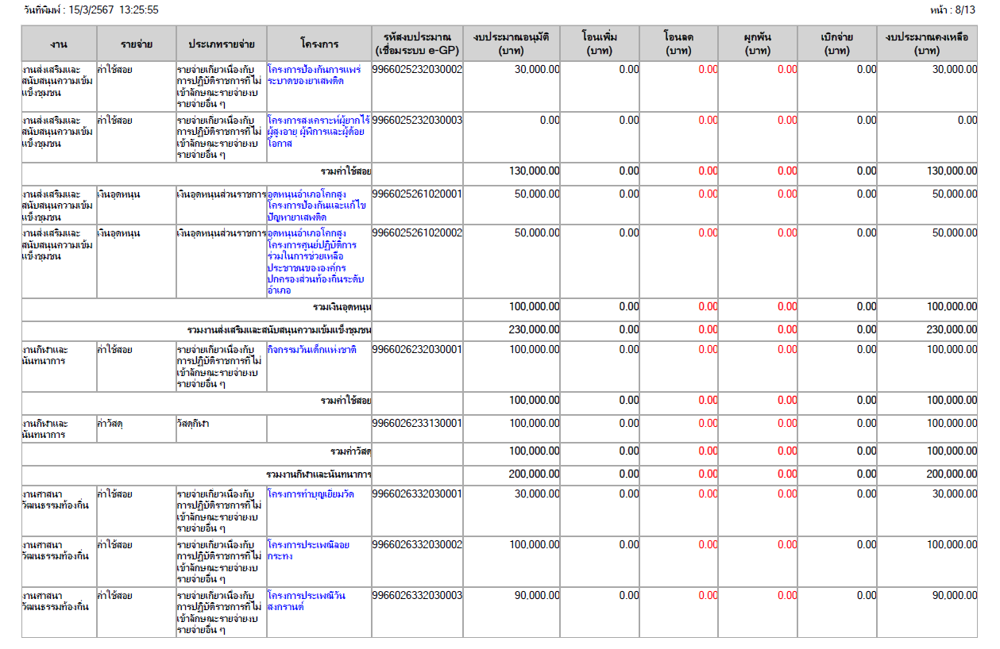 วันที่พิมพ์ : 15/3/2567 13:25:55
หน้า : 8/13
งาน รายจ่าย ประเภทรายจ่าย โครงการ รหัสงบประมาณ (เชื่อมระบบ e-GP) งบประมาณอนุมัติ (บาท) โอนเพิ่ม (บาท) โอนลด (บาท) ผูกพัน (บาท) เบิกจ่าย (บาท) งบประมาณคงเหลือ (บาท)
งานส่งเสริมและ ค่าใช้สอย รายจ่ายเกี่ยวเนื่องกับ โครงการป้องกันการแพร่ 9966025232030002 30,000.00 0.00 0.00 0.00 0.00 30,000.00
สนับสนุนความเข้ม การปฏิบัติราชการที่ไม่ ระบาดของยาเสพติด
แข็งชุมชน เข้าลักษณะรายจ่ายงบ
รายจ่ายอื่น ๆ
งานส่งเสริมและ ค่าใช้สอย รายจ่ายเกี่ยวเนื่องกับ โครงการสงเคราะห์ผู้ยากไร้ 9966025232030003 0.00 0.00 0.00 0.00 0.00 0.00
สนับสนุนความเข้ม การปฏิบัติราชการที่ไม่ ผู้สูงอายุ ผู้พิการและผู้ด้อย
แข็งชุมชน เข้าลักษณะรายจ่ายงบ โอกาส
รายจ่ายอื่น ๆ
รวมค่าใช้สอย 130,000.00 0.00 0.00 0.00 0.00 130,000.00
งานส่งเสริมและ เงินอุดหนุน เงินอุดหนุนส่วนราชการ อุดหนุนอำเภอโคกสูง 9966025261020001 50,000.00 0.00 0.00 0.00 0.00 50,000.00
สนับสนุนความเข้ม โครงการป้องกันและแก้ไข
แข็งชุมชน ปัญหายาเสพติด
งานส่งเสริมและ เงินอุดหนุน เงินอุดหนุนส่วนราชการ อุดหนุนอำเภอโคกสูง 9966025261020002 50,000.00 0.00 0.00 0.00 0.00 50,000.00
สนับสนุนความเข้ม โครงการศูนย์ปฏิบัติการ
แข็งชุมชน ร่วมในการช่วยเหลือ
ประชาชนขององค์กร
ปกครองส่วนท้องถิ่นระดับ
อำเภอ
รวมเงินอุดหนุน 100,000.00 0.00 0.00 0.00 0.00 100,000.00
รวมงานส่งเสริมและสนับสนุนความเข้มแข็งชุมชน 230,000.00 0.00 0.00 0.00 0.00 230,000.00
งานกีฬาและ ค่าใช้สอย รายจ่ายเกี่ยวเนื่องกับ กิจกรรมวันเด็กแห่งชาติ 9966026232030001 100,000.00 0.00 0.00 0.00 0.00 100,000.00
นันทนาการ การปฏิบัติราชการที่ไม่
เข้าลักษณะรายจ่ายงบ
รายจ่ายอื่น ๆ
รวมค่าใช้สอย 100,000.00 0.00 0.00 0.00 0.00 100,000.00
งานกีฬาและ ค่าวัสดุ วัสดุกีฬา 9966026233130001 100,000.00 0.00 0.00 0.00 0.00 100,000.00
นันทนาการ
รวมค่าวัสดุ 100,000.00 0.00 0.00 0.00 0.00 100,000.00
รวมงานกีฬาและนันทนาการ 200,000.00 0.00 0.00 0.00 0.00 200,000.00
งานศาสนา ค่าใช้สอย รายจ่ายเกี่ยวเนื่องกับ โครงการทำบุญเยี่ยมวัด 9966026332030001 30,000.00 0.00 0.00 0.00 0.00 30,000.00
วัฒนธรรมท้องถิ่น การปฏิบัติราชการที่ไม่
เข้าลักษณะรายจ่ายงบ
รายจ่ายอื่น ๆ
งานศาสนา ค่าใช้สอย รายจ่ายเกี่ยวเนื่องกับ โครงการประเพณีลอย 9966026332030002 100,000.00 0.00 0.00 0.00 0.00 100,000.00
วัฒนธรรมท้องถิ่น การปฏิบัติราชการที่ไม่ กระทง
เข้าลักษณะรายจ่ายงบ
รายจ่ายอื่น ๆ
งานศาสนา ค่าใช้สอย รายจ่ายเกี่ยวเนื่องกับ โครงการประเพณีวัน 9966026332030003 90,000.00 0.00 0.00 0.00 0.00 90,000.00
วัฒนธรรมท้องถิ่น การปฏิบัติราชการที่ไม่ สงกรานต์
เข้าลักษณะรายจ่ายงบ
รายจ่ายอื่น ๆ